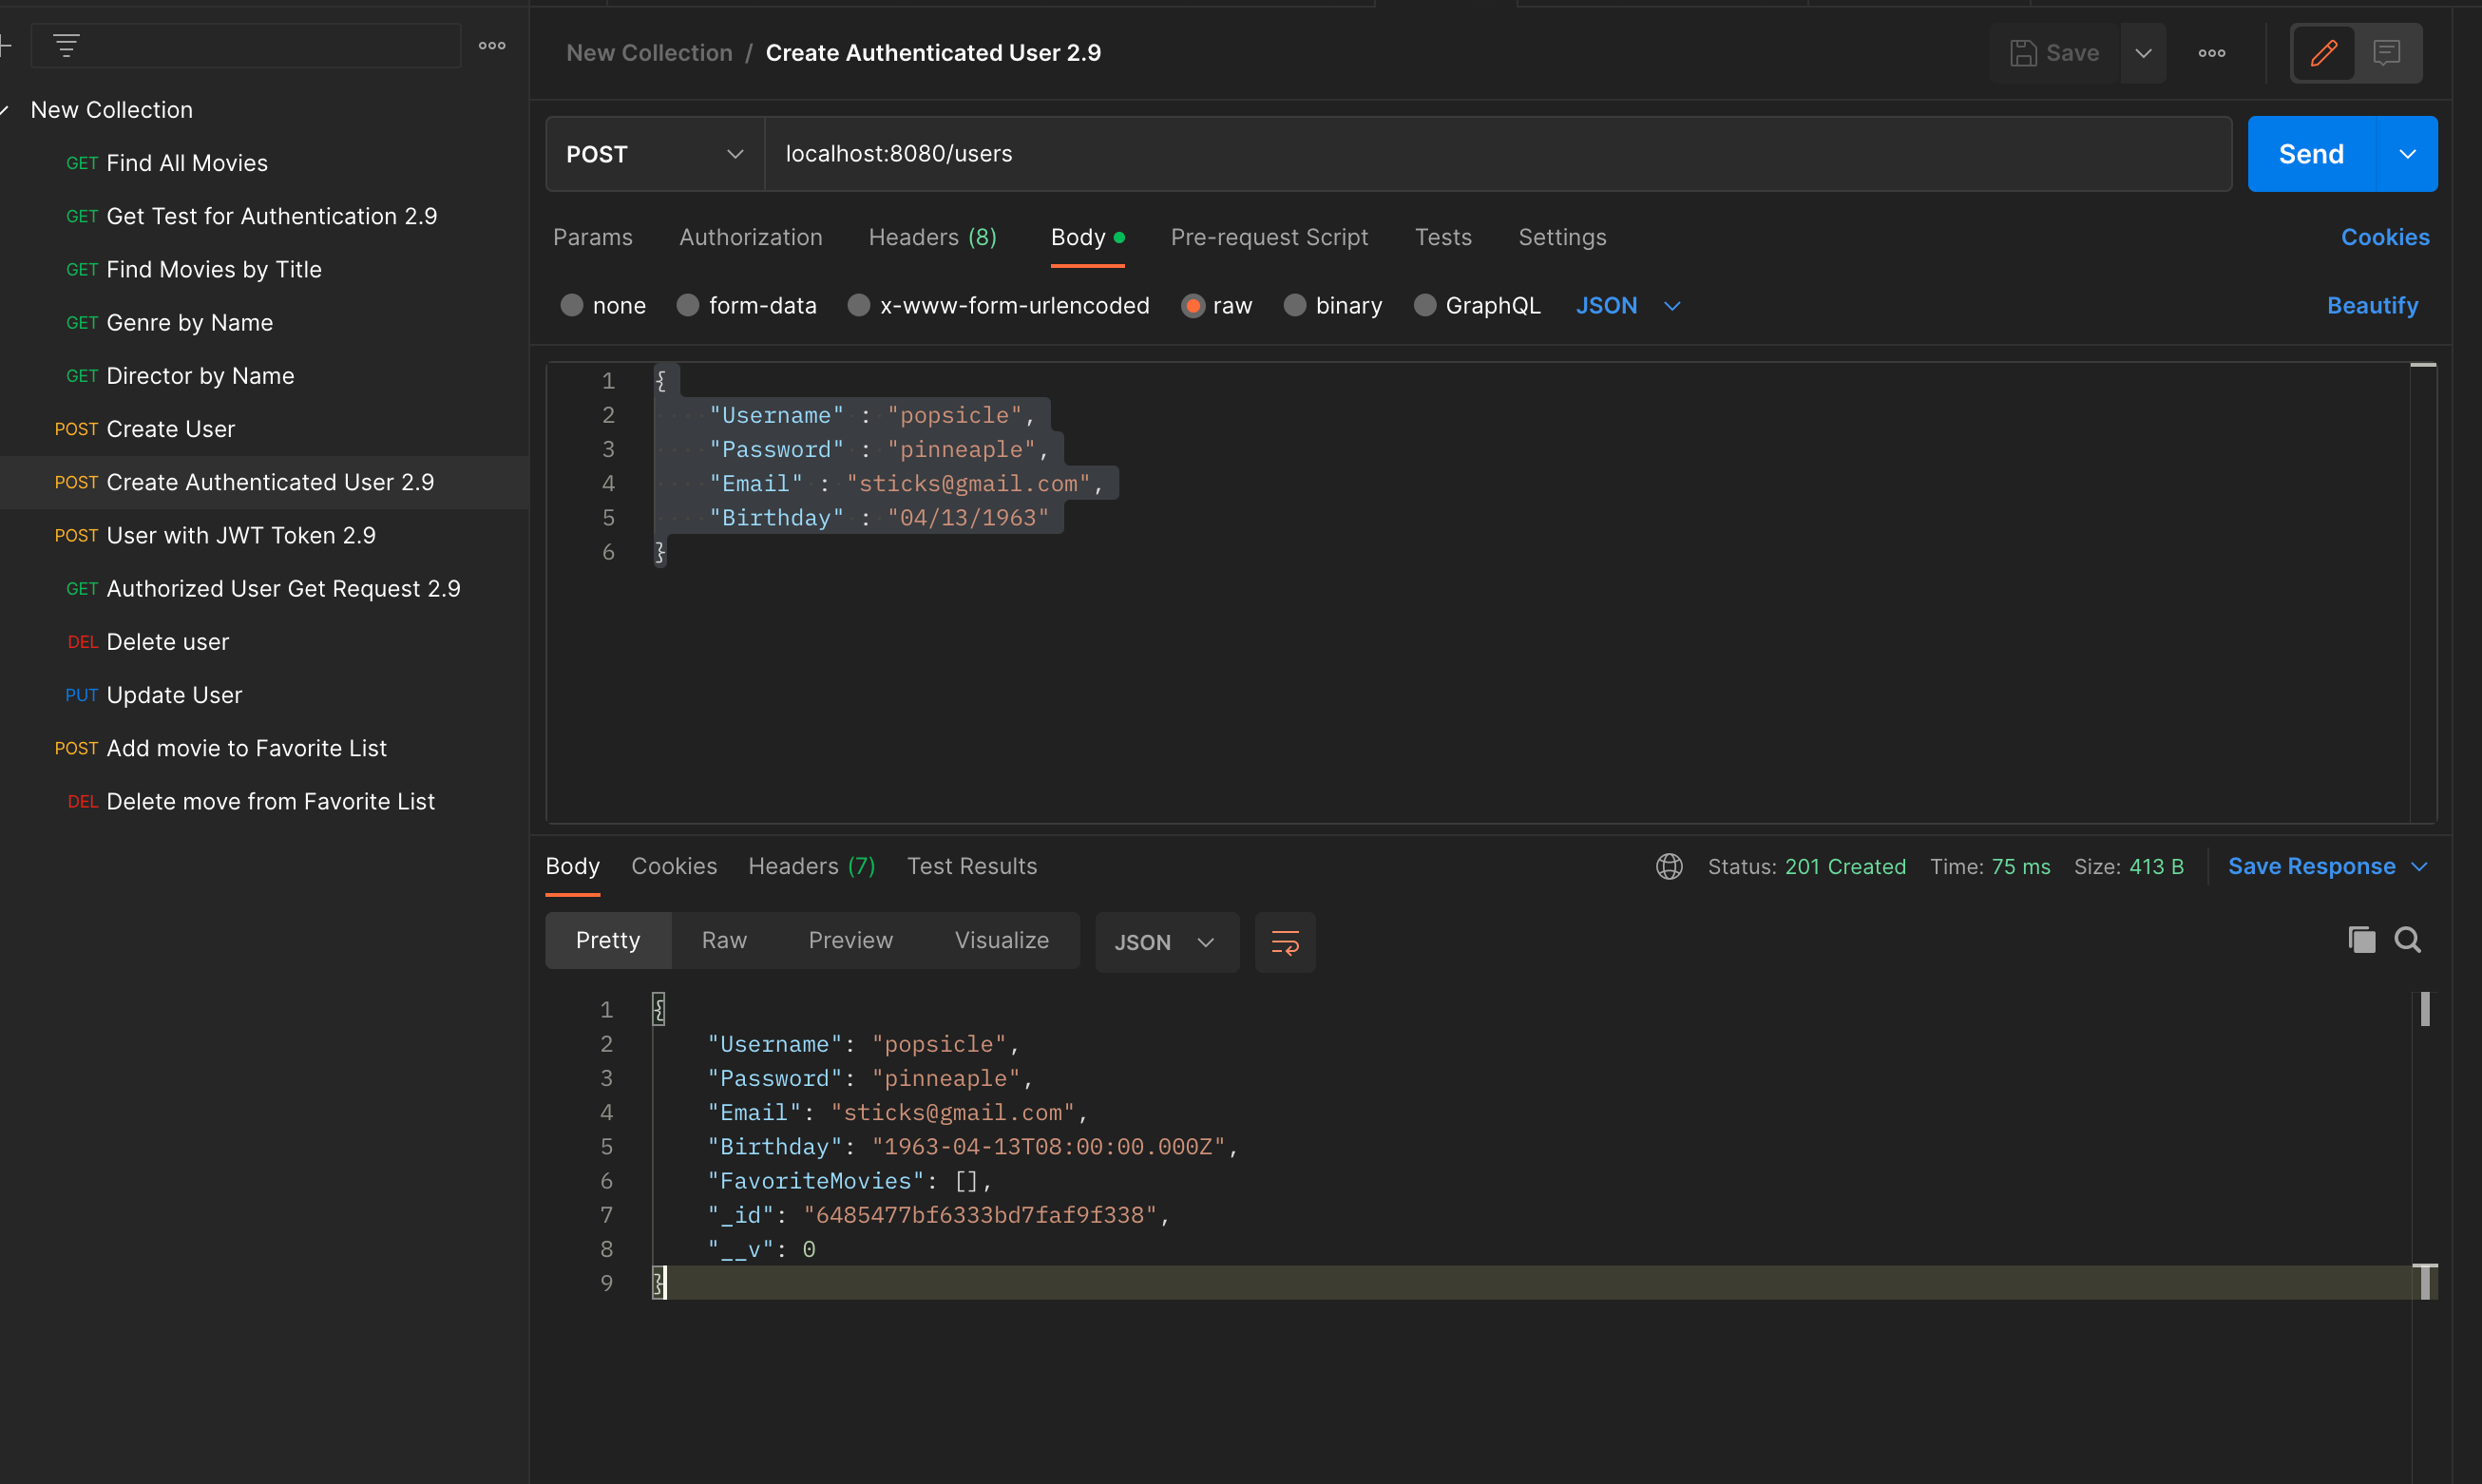 New Collection
GET Find All Movies
GET Get Test for Authentication 2.9
GET Find Movies by Title
GET Genre by Name
GET Director by Name
POST Create User
POST Create Authenticated User 2.9
POST User with JWT Token 2.9
GET Authorized User Get Request 2.9
DEL Delete user
PUT Update User
POST Add movie to Favorite List
DEL Delete move from Favorite List
New Collection / Create Authenticated User 2.9
Save
POST localhost:8080/users Send
Params Authorization Headers (8) Body Pre-request Script Tests Settings Cookies
none form-data x-www-form-urlencoded raw binary GraphQL JSON Beautify
1 {
2 "Username" : "popsicle",
3 "Password" : "pinneaple",
4 "Email" : "sticks@gmail.com",
5 "Birthday" : "04/13/1963"
6 }
Body Cookies Headers (7) Test Results Status: 201 Created Time: 75 ms Size: 413 B Save Response
Pretty Raw Preview Visualize JSON
1 {
2 "Username": "popsicle",
3 "Password": "pinneaple",
4 "Email": "sticks@gmail.com",
5 "Birthday": "1963-04-13T08:00:00.000Z",
6 "FavoriteMovies": [],
7 "_id": "6485477bf6333bd7faf9f338",
8 "__v": 0
9 }